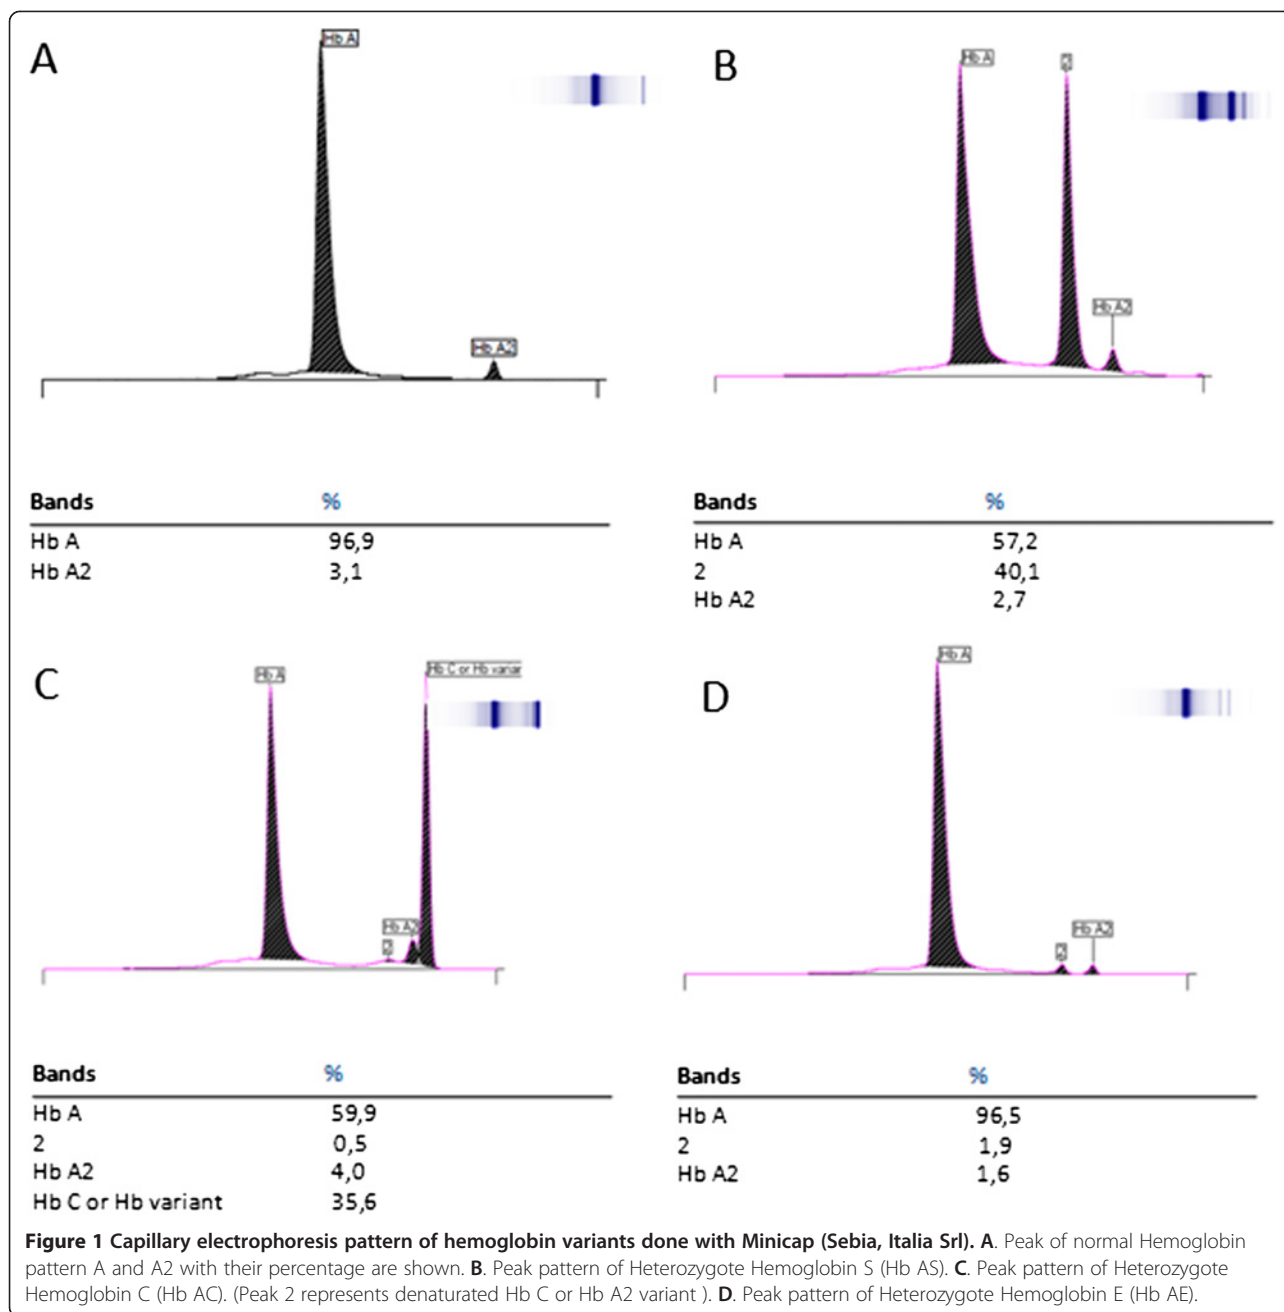 A
Hb A
Hb A2
Bands %
Hb A 96,9
Hb A2 3,1
B
Hb A
2
Hb A2
Bands %
Hb A 57,2
2 40,1
Hb A2 2,7
C
Hb A
2
Hb A2
Hb C or Hb variar
Bands %
Hb A 59,9
2 0,5
Hb A2 4,0
Hb C or Hb variant 35,6
D
Hb A
2
Hb A2
Bands %
Hb A 96,5
2 1,9
Hb A2 1,6
Figure 1 Capillary electrophoresis pattern of hemoglobin variants done with Minicap (Sebia, Italia Srl). A. Peak of normal Hemoglobin
pattern A and A2 with their percentage are shown. B. Peak pattern of Heterozygote Hemoglobin S (Hb AS). C. Peak pattern of Heterozygote
Hemoglobin C (Hb AC). (Peak 2 represents denaturated Hb C or Hb A2 variant ). D. Peak pattern of Heterozygote Hemoglobin E (Hb AE).